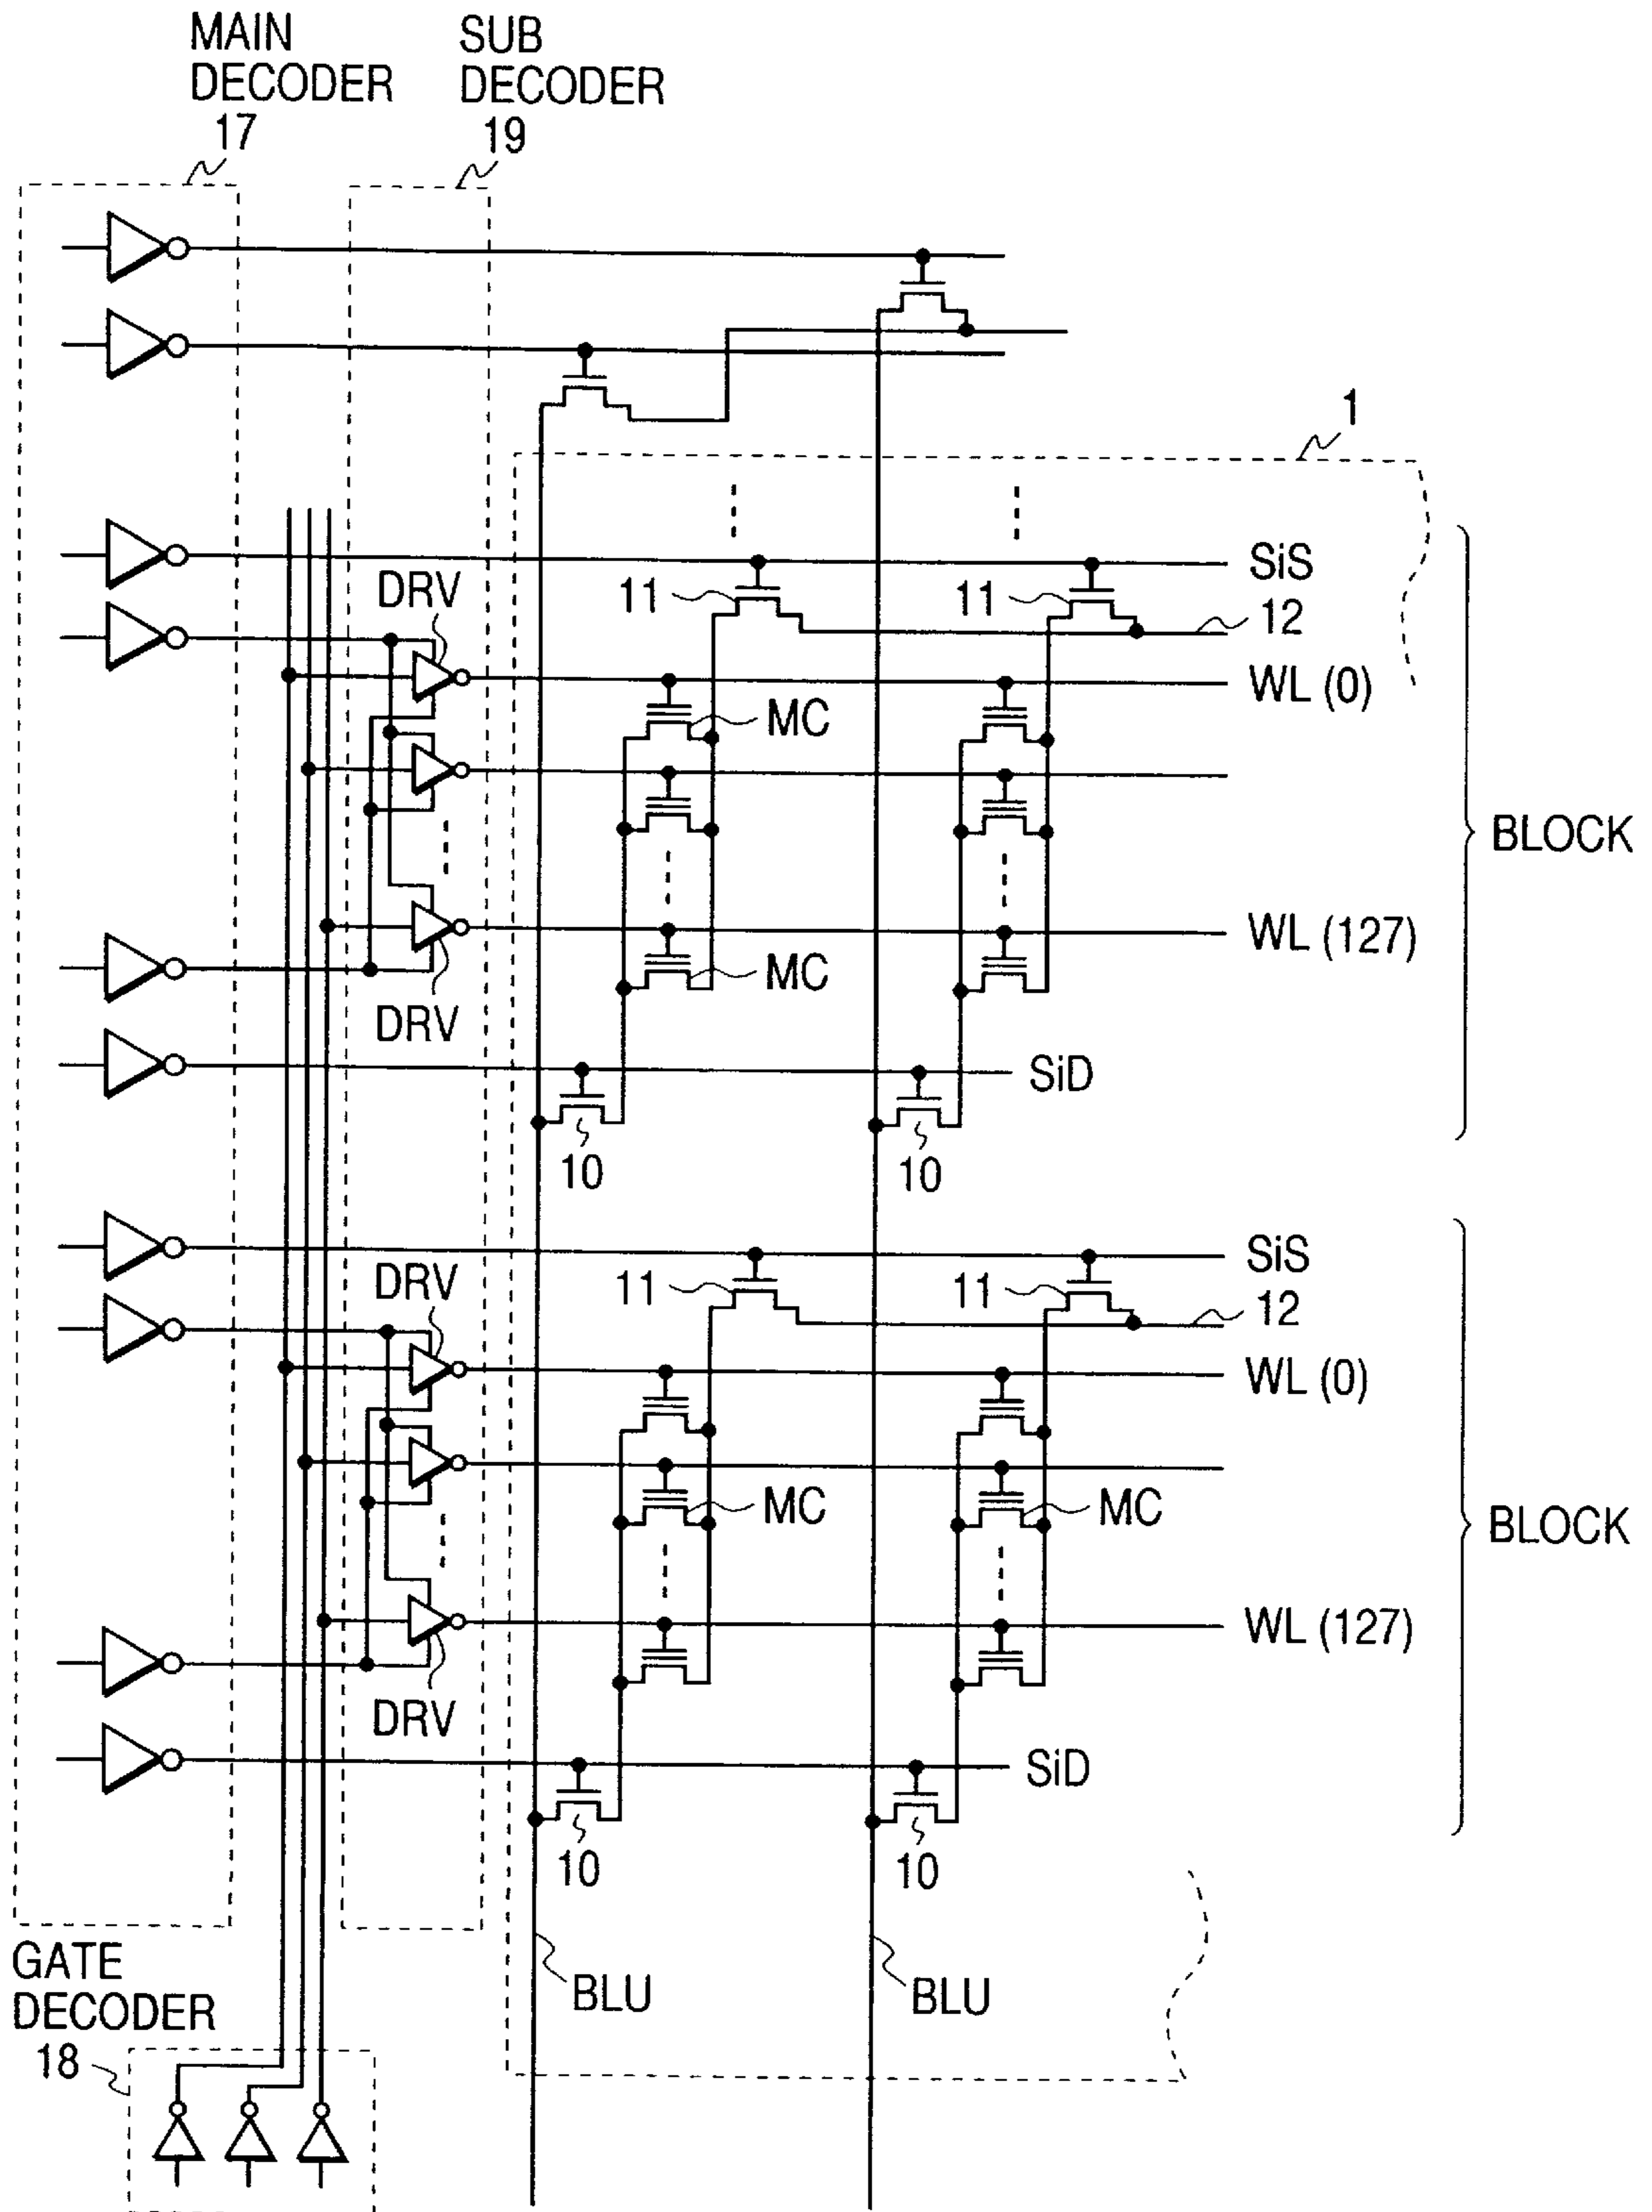 MAIN
DECODER
17
SUB
DECODER
19
1
SiS
DRV
11
11
12
WL (0)
MC
BLOCK
WL (127)
MC
DRV
SiD
10
10
SiS
DRV
11
11
12
WL (0)
MC
MC
BLOCK
WL (127)
DRV
SiD
10
10
GATE
DECODER
18
BLU
BLU